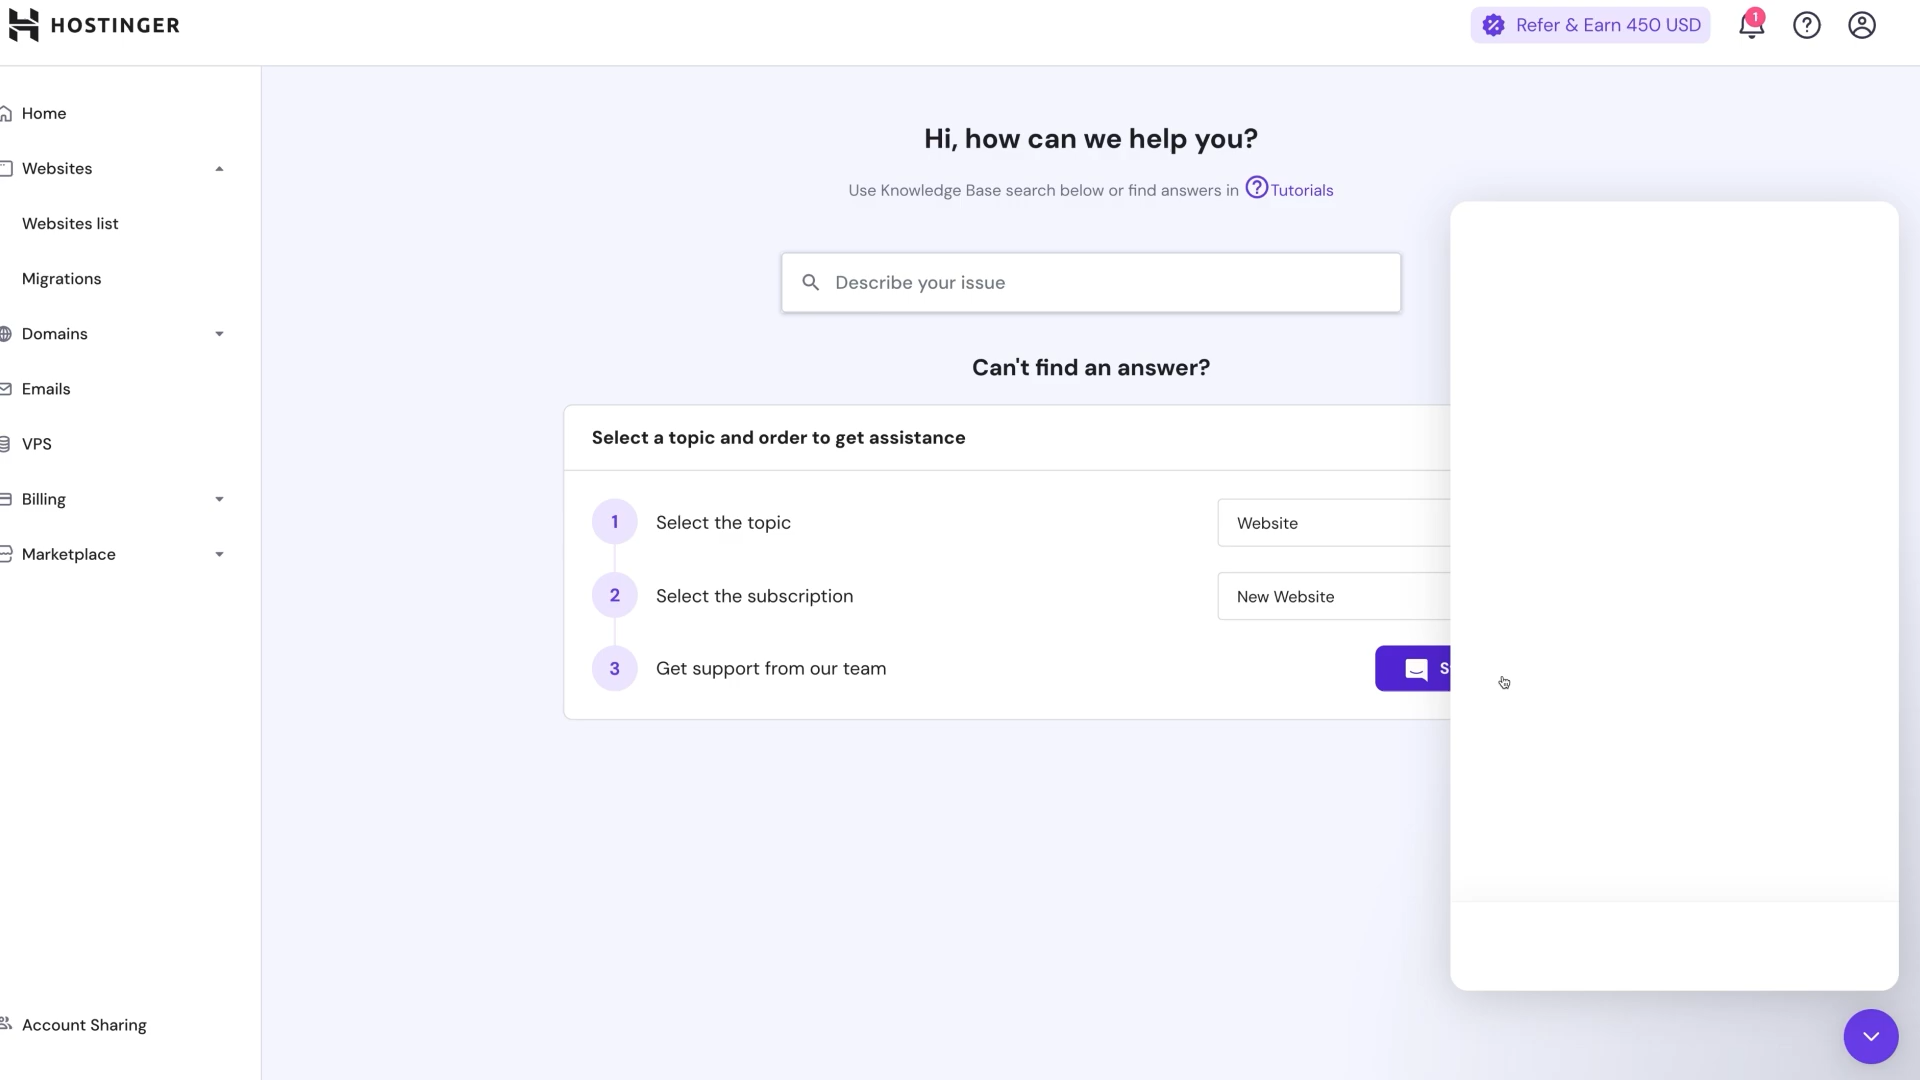 HOSTINGER
Refer & Earn 450 USD
1
Home
Websites
Websites list
Migrations
Domains
Emails
VPS
Billing
Marketplace
Account Sharing
Hi, how can we help you?
Use Knowledge Base search below or find answers in Tutorials
Describe your issue
Can't find an answer?
Select a topic and order to get assistance
1 Select the topic
Website
2 Select the subscription
New Website
3 Get support from our team
S